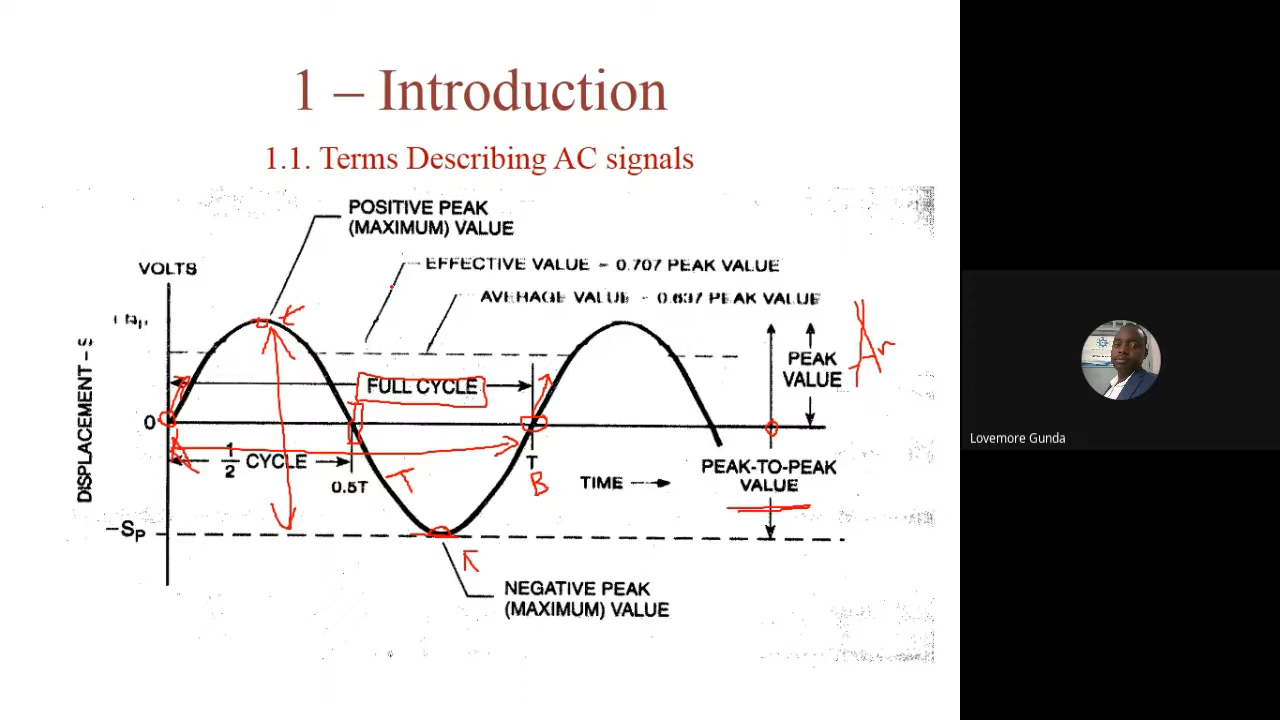 1 – Introduction
1.1. Terms Describing AC signals
POSITIVE PEAK
(MAXIMUM) VALUE
VOLTS
EFFECTIVE VALUE - 0.707 PEAK VALUE
AVERAGE VALUE - 0.637 PEAK VALUE
DISPLACEMENT - S
PEAK
VALUE
FULL CYCLE
0
1/2 CYCLE
0.5T
T
T
B
TIME
PEAK-TO-PEAK
VALUE
-SP
NEGATIVE PEAK
(MAXIMUM) VALUE
Lovemore Gunda